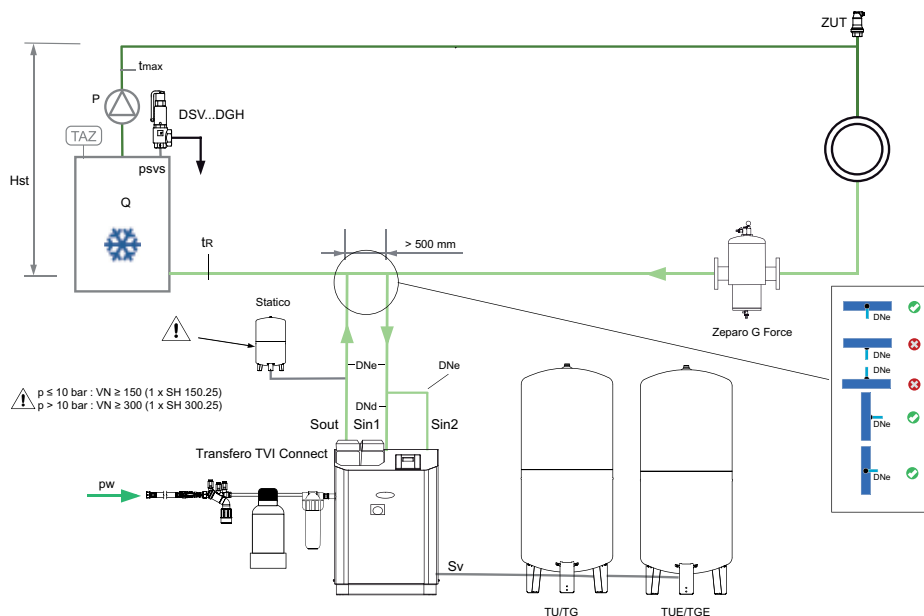 ZUT
tmax
P
DSV...DGH
TAZ
psvs
Hst
Q
tR
> 500 mm
Statico
Zeparo G Force
DNe
DNe
DNe
DNe
DNe
DNe
DNe
DNd
p ≤ 10 bar : VN ≥ 150 (1 x SH 150.25)
p > 10 bar : VN ≥ 300 (1 x SH 300.25)
Sout
Sin1
Sin2
Transfero TVI Connect
pw
Sv
TU/TG
TUE/TGE